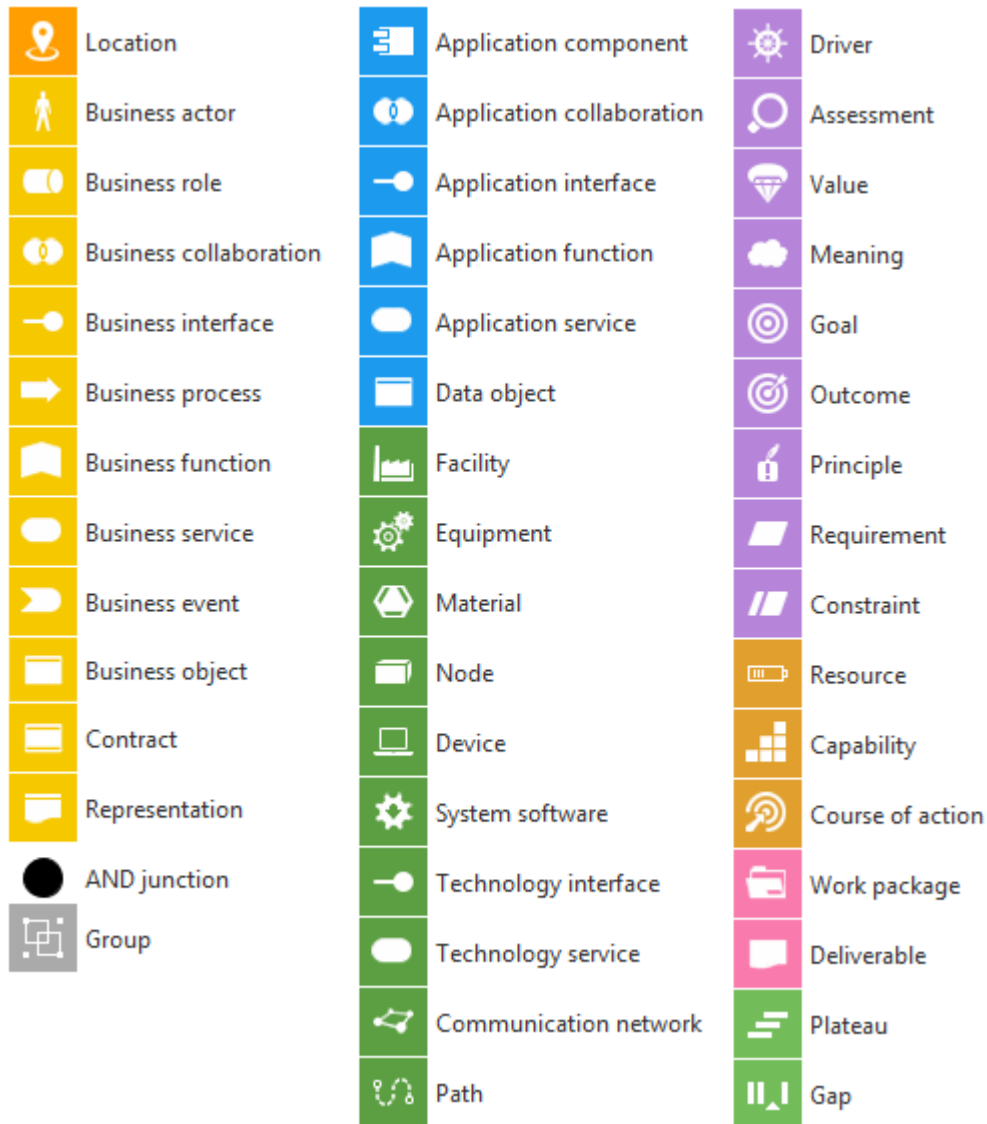 Location
Business actor
Business role
Business collaboration
Business interface
Business process
Business function
Business service
Business event
Business object
Contract
Representation
AND junction
Group
Application component
Application collaboration
Application interface
Application function
Application service
Data object
Facility
Equipment
Material
Node
Device
System software
Technology interface
Technology service
Communication network
Path
Driver
Assessment
Value
Meaning
Goal
Outcome
Principle
Requirement
Constraint
Resource
Capability
Course of action
Work package
Deliverable
Plateau
Gap